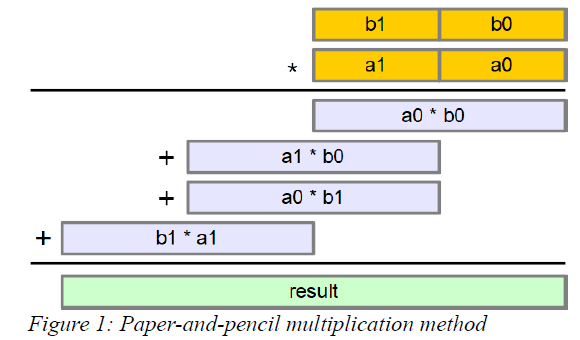 b1 b0
* a1 a0
a0 * b0
+ a1 * b0
+ a0 * b1
+ b1 * a1
result
Figure 1: Paper-and-pencil multiplication method